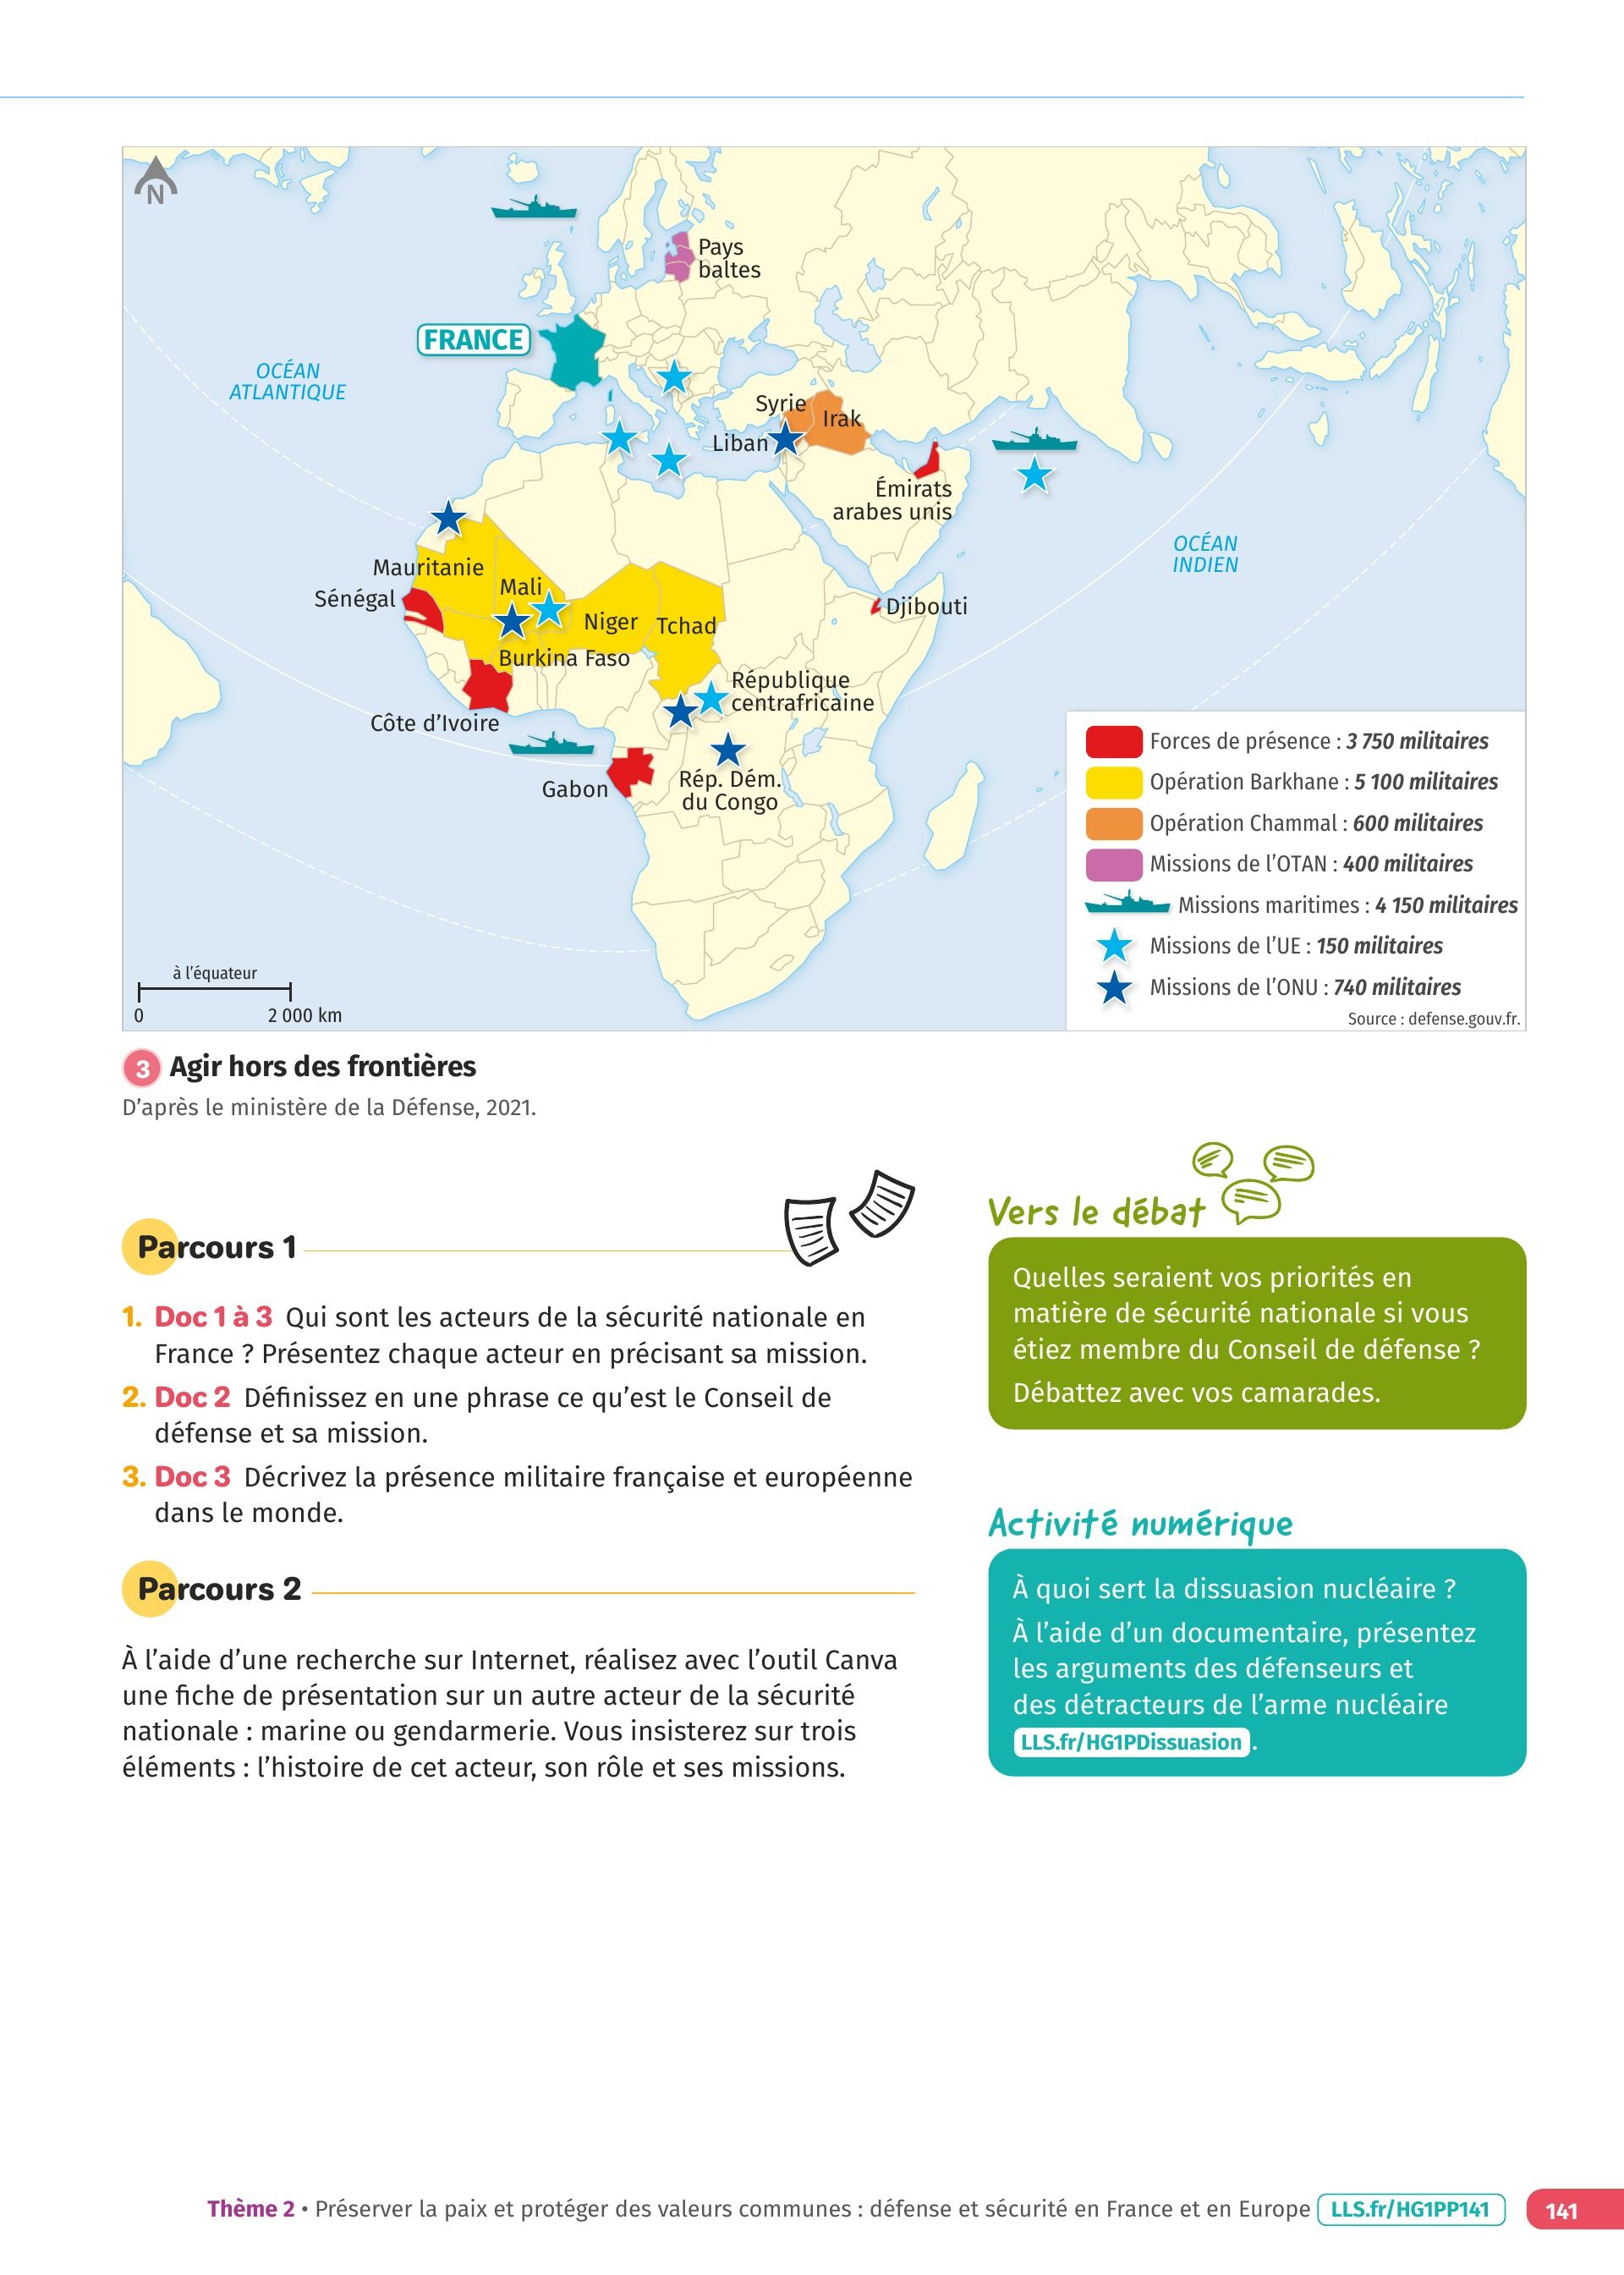 N
Pays
baltes
FRANCE
OCÉAN
ATLANTIQUE
Syrie
Irak
Liban
Émirats
arabes unis
OCÉAN
INDIEN
Mauritanie
Mali
Sénégal
Djibouti
Niger
Tchad
Burkina Faso
République
centrafricaine
Côte d’Ivoire
Gabon
Rép. Dém.
du Congo
Forces de présence : 3 750 militaires
Opération Barkhane : 5 100 militaires
Opération Chammal : 600 militaires
Missions de l’OTAN : 400 militaires
Missions maritimes : 4 150 militaires
Missions de l’UE : 150 militaires
Missions de l’ONU : 740 militaires
Source : defense.gouv.fr.
à l’équateur
0 2 000 km
3 Agir hors des frontières
D’après le ministère de la Défense, 2021.
Parcours 1
1. Doc 1 à 3 Qui sont les acteurs de la sécurité nationale en
France ? Présentez chaque acteur en précisant sa mission.
2. Doc 2 Définissez en une phrase ce qu’est le Conseil de
défense et sa mission.
3. Doc 3 Décrivez la présence militaire française et européenne
dans le monde.
Parcours 2
À l’aide d’une recherche sur Internet, réalisez avec l’outil Canva
une fiche de présentation sur un autre acteur de la sécurité
nationale : marine ou gendarmerie. Vous insisterez sur trois
éléments : l’histoire de cet acteur, son rôle et ses missions.
Vers le débat
Quelles seraient vos priorités en
matière de sécurité nationale si vous
étiez membre du Conseil de défense ?
Débattez avec vos camarades.
Activité numérique
À quoi sert la dissuasion nucléaire ?
À l’aide d’un documentaire, présentez
les arguments des défenseurs et
des détracteurs de l’arme nucléaire
LLS.fr/HG1PDissuasion .
Thème 2 • Préserver la paix et protéger des valeurs communes : défense et sécurité en France et en Europe LLS.fr/HG1PP141 141